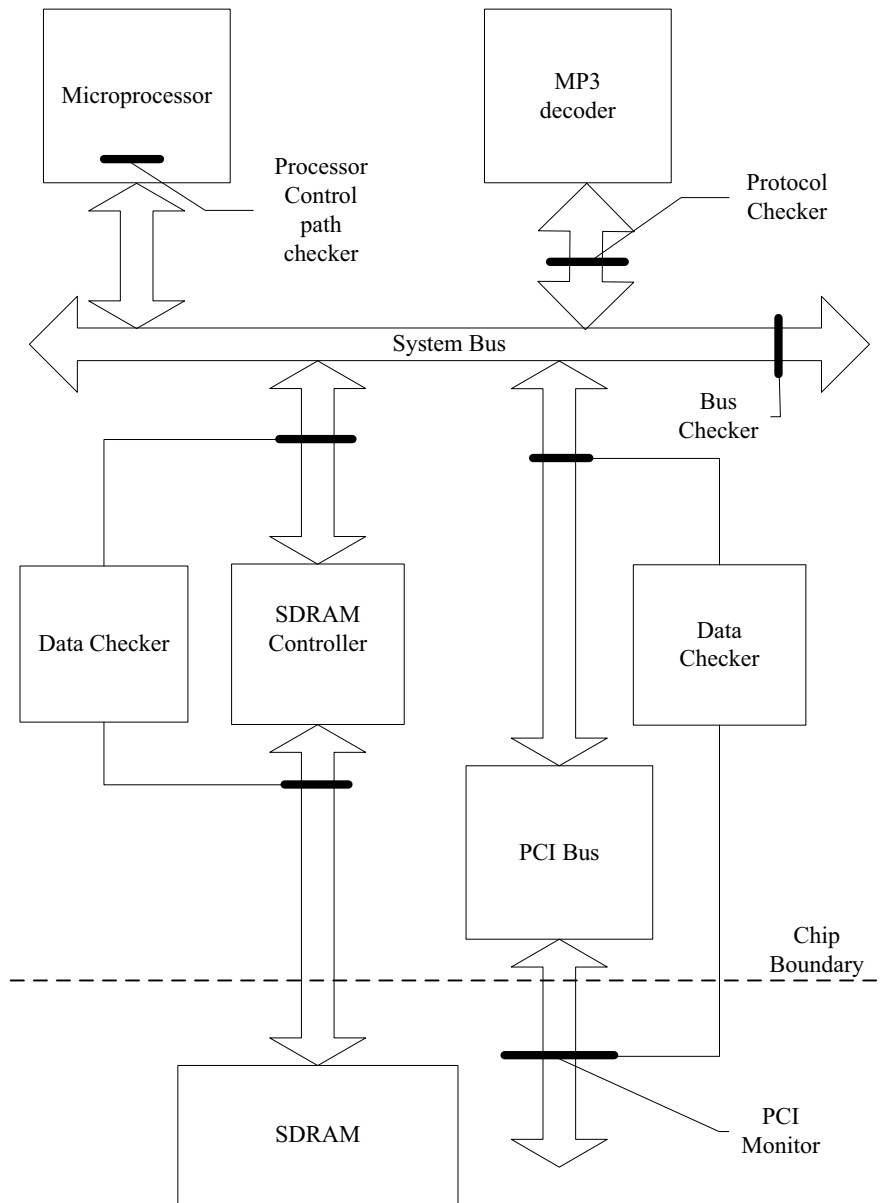 Microprocessor
MP3
decoder
Processor
Control
path
checker
Protocol
Checker
System Bus
Bus
Checker
Data Checker
SDRAM
Controller
Data
Checker
PCI Bus
Chip
Boundary
SDRAM
PCI
Monitor